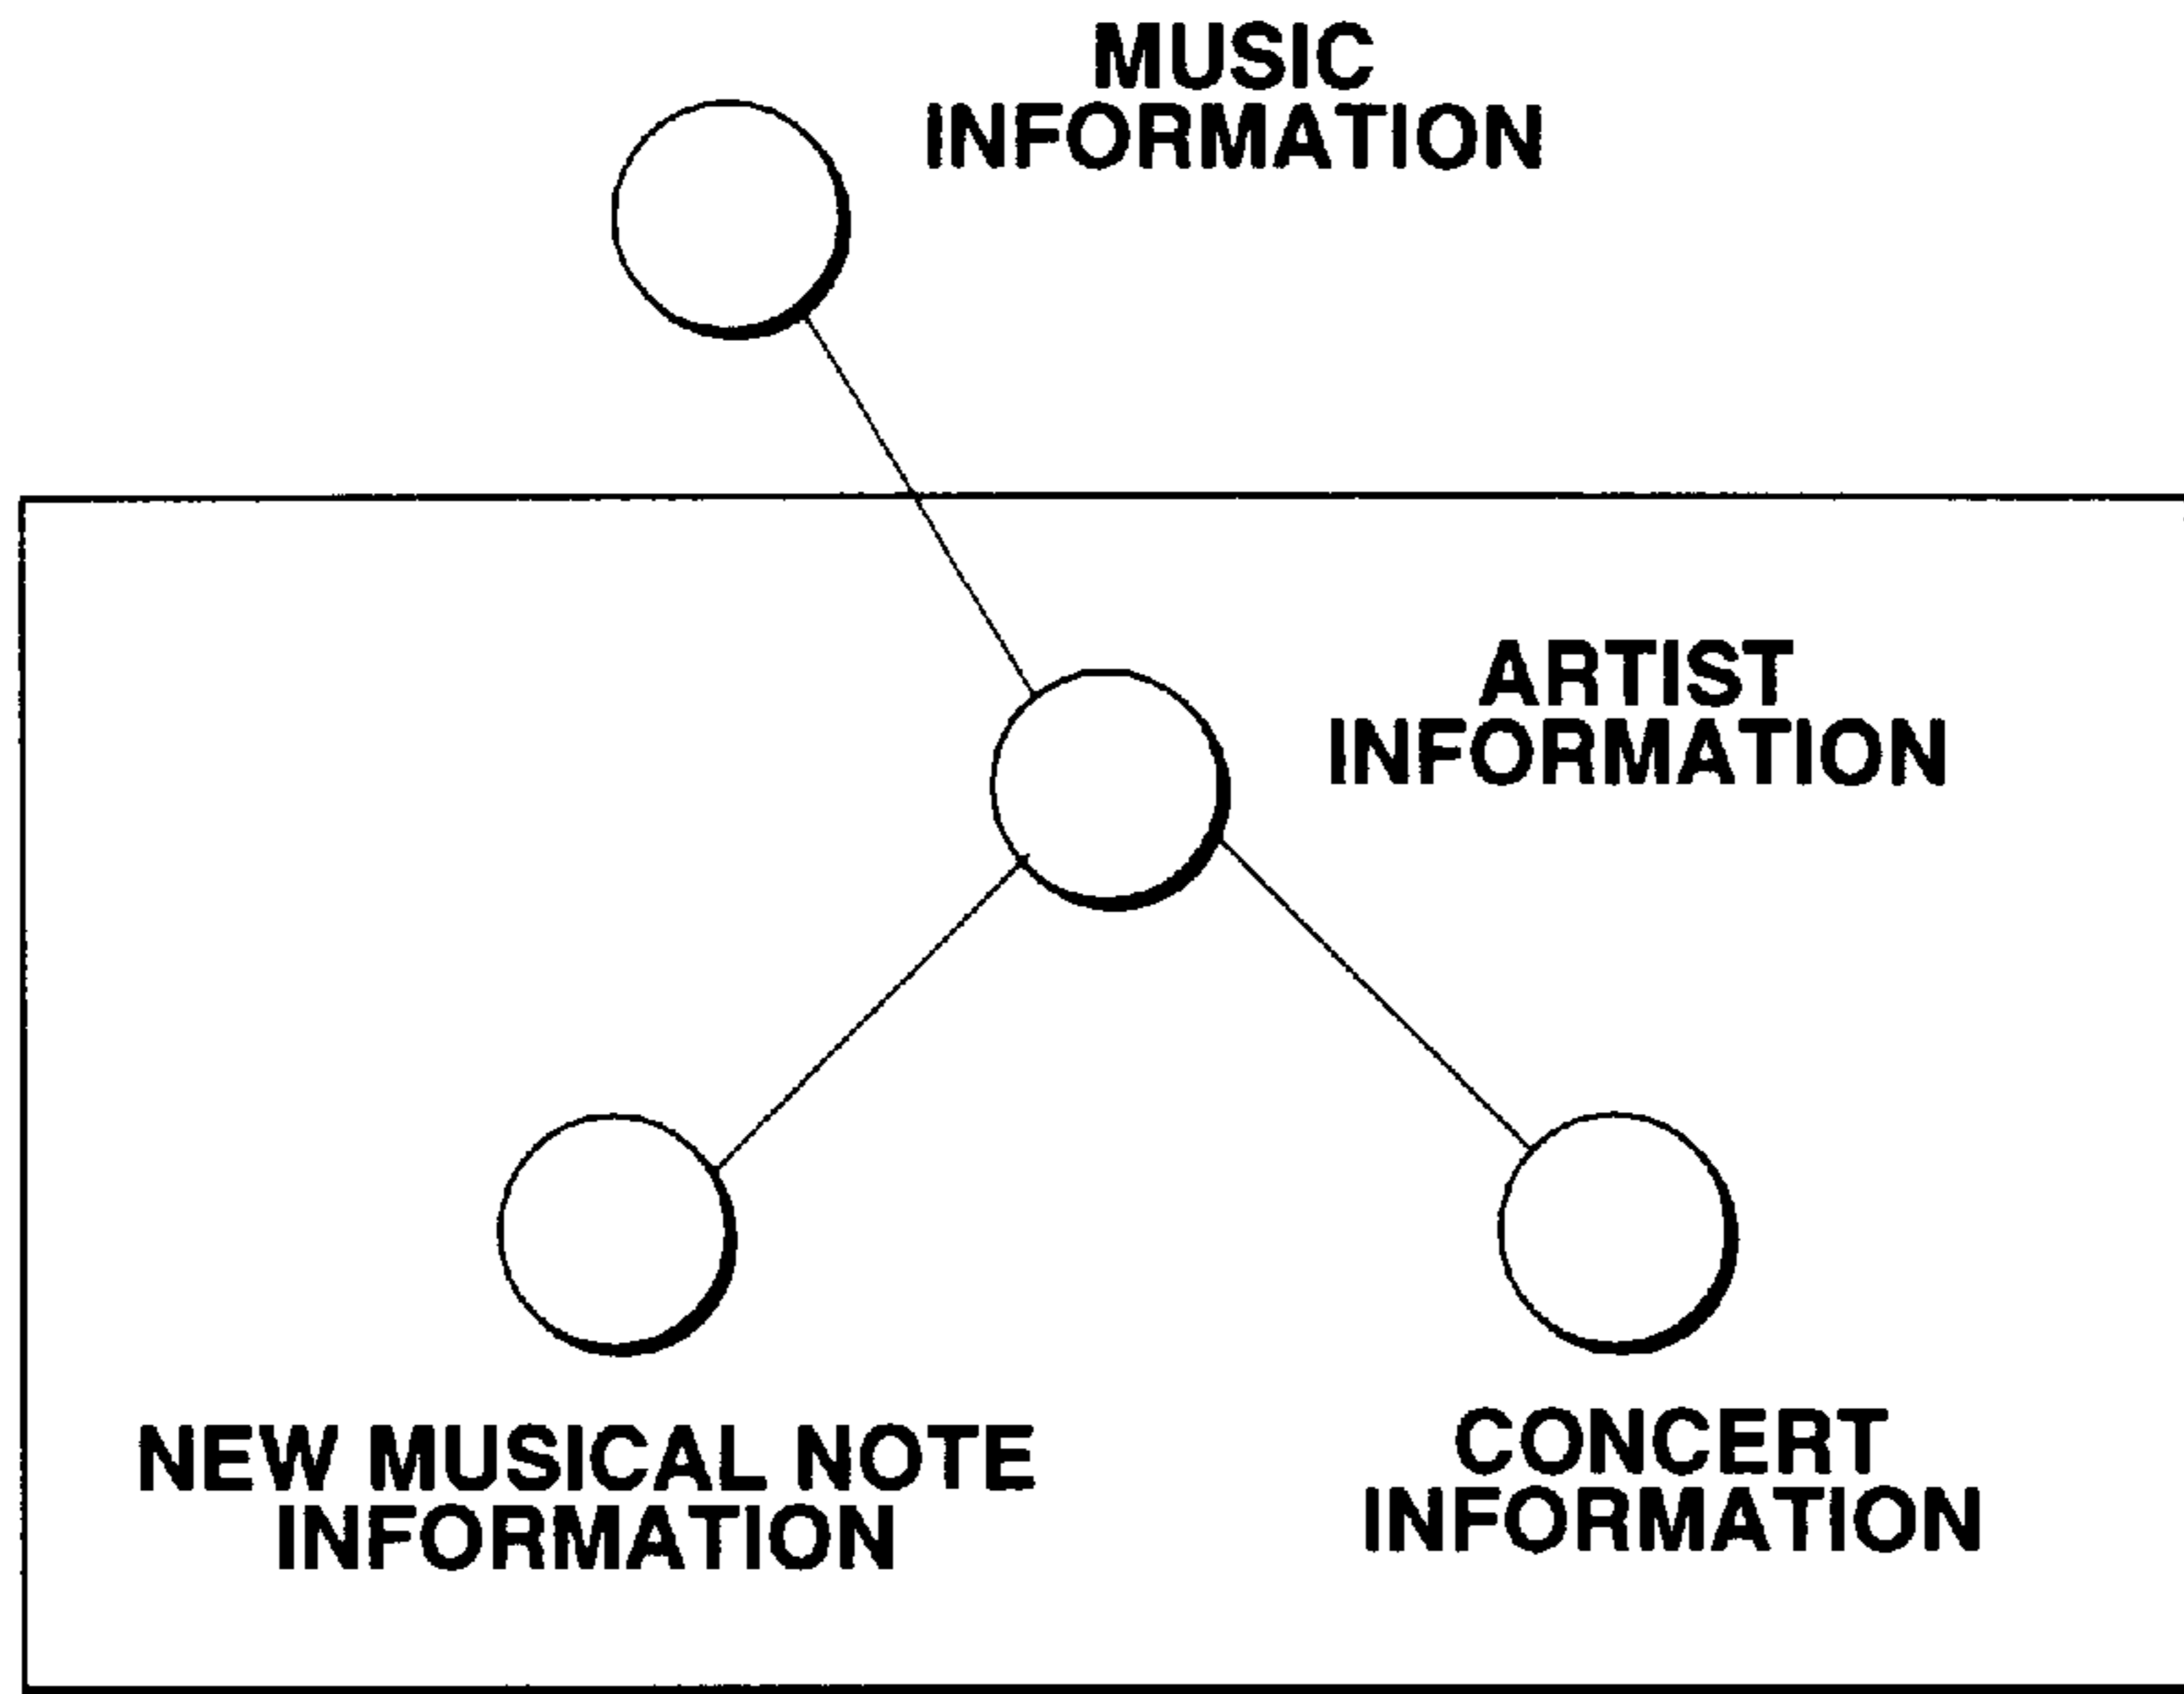 MUSIC
INFORMATION
ARTIST
INFORMATION
NEW MUSICAL NOTE
INFORMATION
CONCERT
INFORMATION